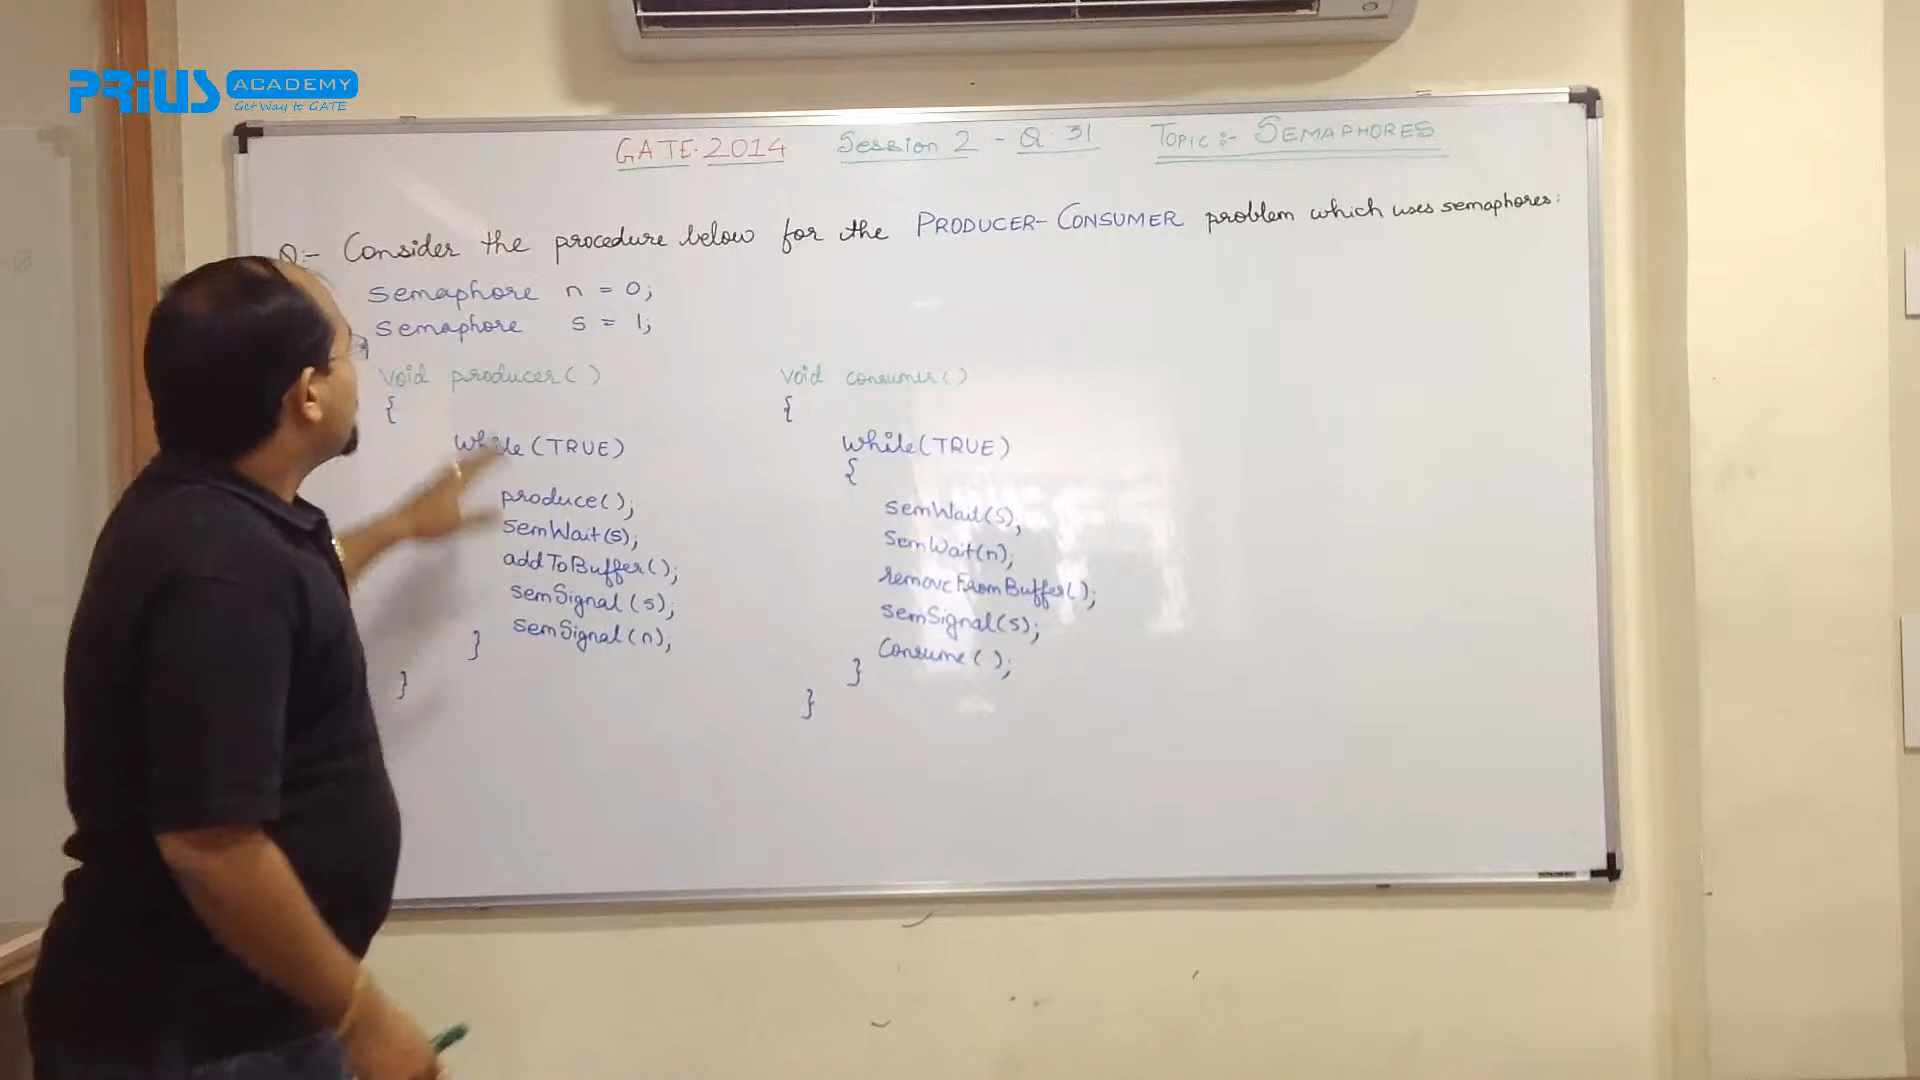 PRIUS ACADEMY
Get Way to GATE
GATE-2014 Session 2 - Q.31 TOPIC:- SEMAPHORES
Q:- Consider the procedure below for the PRODUCER-CONSUMER problem which uses semaphores:
semaphore n = 0;
semaphore s = 1;
void producer()
{
while(TRUE)
produce();
semWait(s);
addToBuffer();
semSignal(s);
semSignal(n);
}
}
void consumer()
{
while(TRUE)
{
semWait(s);
semWait(n);
removeFromBuffer();
semSignal(s);
Consume();
}
}